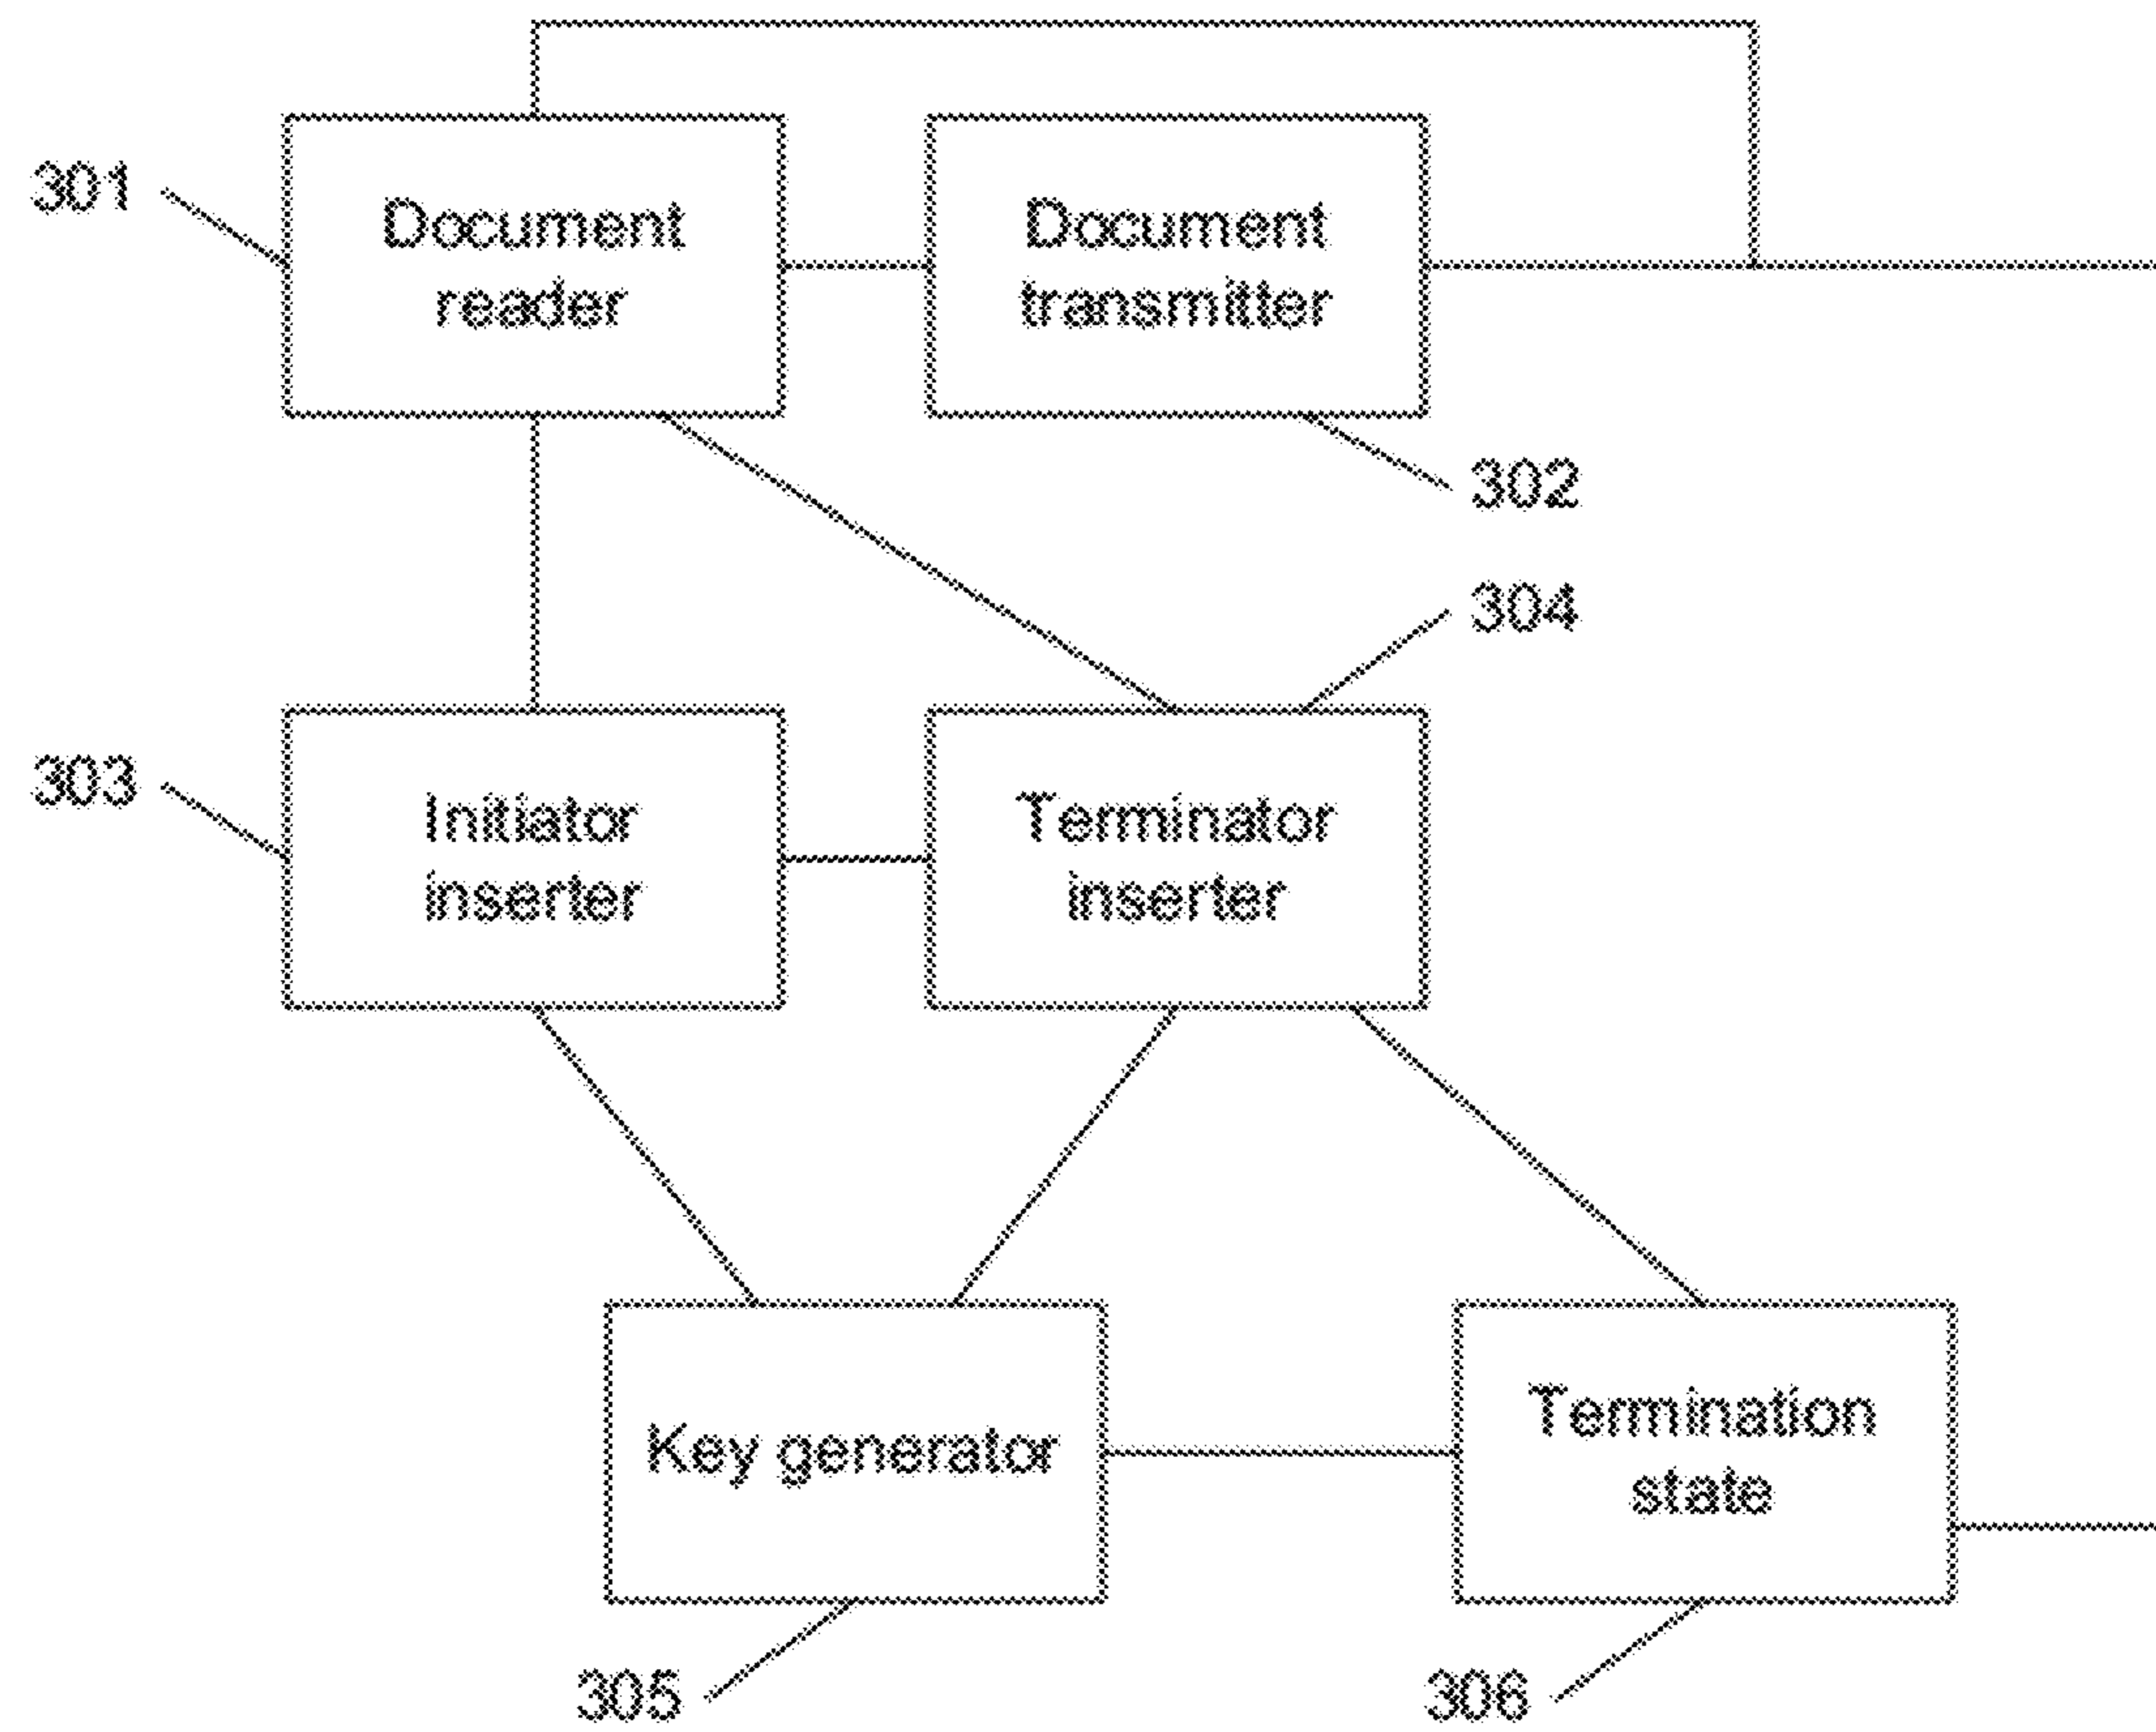 301
Document
reader
Document
transmitter
302
304
303
Initiator
inserter
Terminator
inserter
Key generator
Termination
state
305
306